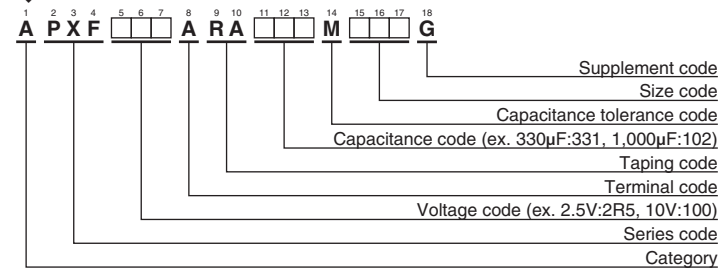 1 2 3 4 5 6 7 8 9 10 11 12 13 14 15 16 17 18
A P X F □□□ A R A □□□ M □□□ G
Supplement code
Size code
Capacitance tolerance code
Capacitance code (ex. 330μF:331, 1,000μF:102)
Taping code
Terminal code
Voltage code (ex. 2.5V:2R5, 10V:100)
Series code
Category